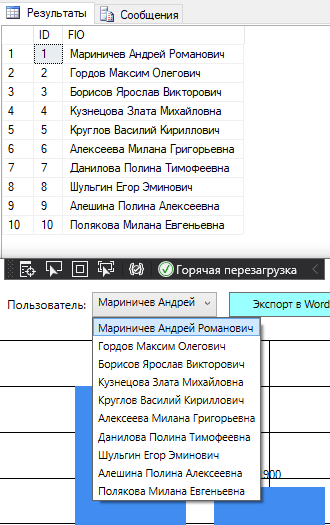 Результаты Сообщения
ID FIO
1 1 Мариничев Андрей Романович
2 2 Гордов Максим Олегович
3 3 Борисов Ярослав Викторович
4 4 Кузнецова Злата Михайловна
5 5 Круглов Василий Кириллович
6 6 Алексеева Милана Григорьевна
7 7 Данилова Полина Тимофеевна
8 8 Шульгин Егор Эминович
9 9 Алешина Полина Алексеевна
10 10 Полякова Милана Евгеньевна
Горячая перезагрузка
Пользователь: Мариничев Андрей Экспорт в Word
Мариничев Андрей Романович
Гордов Максим Олегович
Борисов Ярослав Викторович
Кузнецова Злата Михайловна
Круглов Василий Кириллович
Алексеева Милана Григорьевна
Данилова Полина Тимофеевна
Шульгин Егор Эминович
Алешина Полина Алексеевна
900
Полякова Милана Евгеньевна